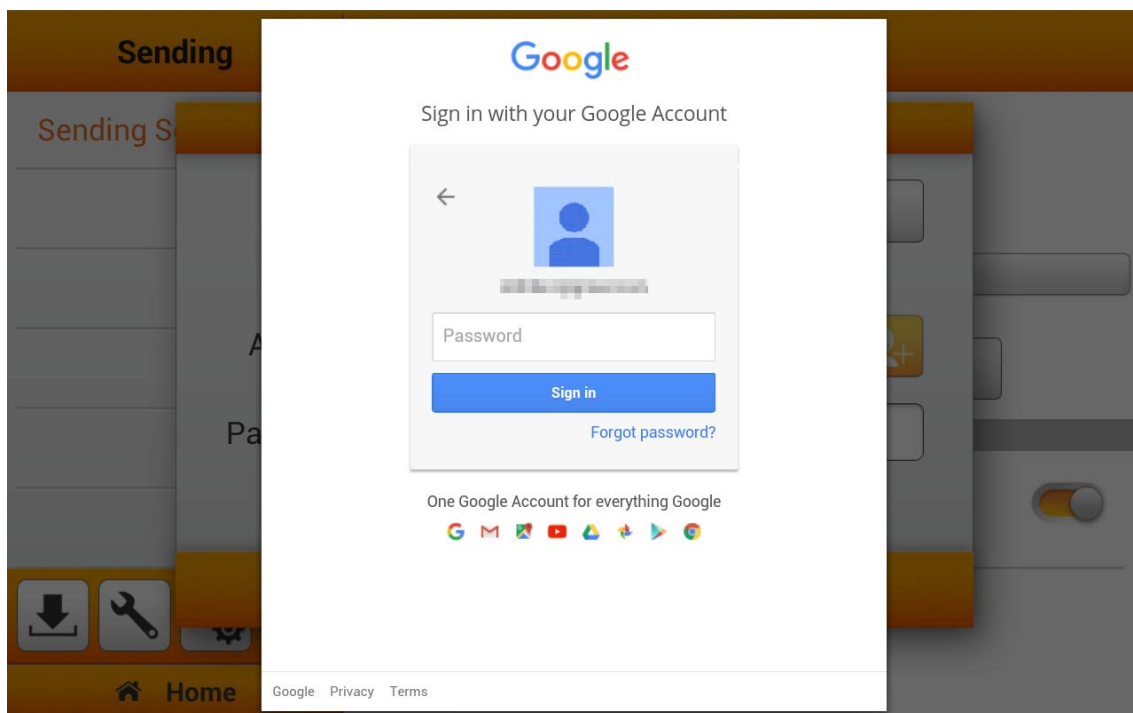 Sending
Google
Sign in with your Google Account
Sending S
A
Password
Sign in
Pa
Forgot password?
One Google Account for everything Google
Home
Google Privacy Terms